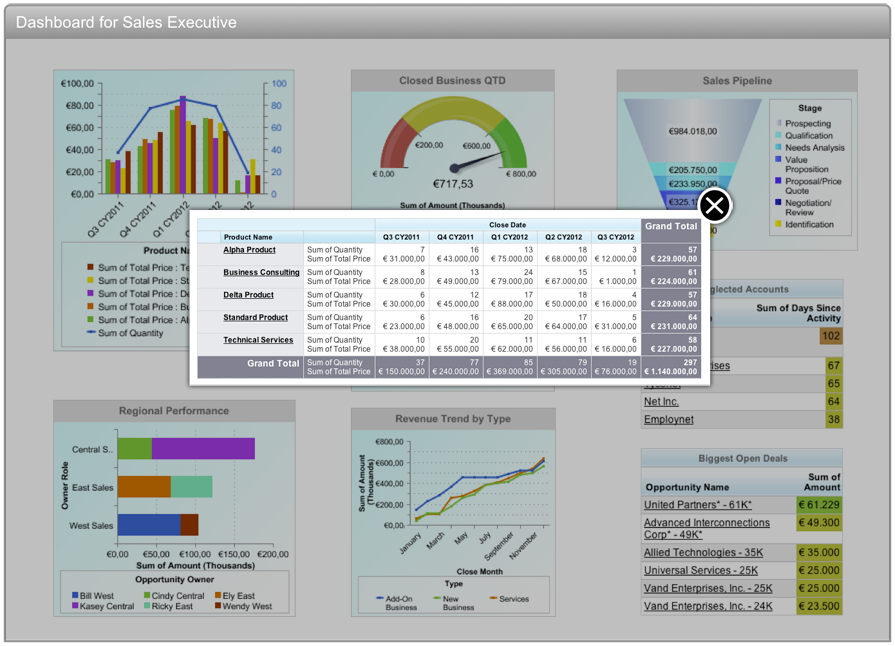 Dashboard for Sales Executive
€100,00
€80,00
€60,00
€40,00
€20,00
€0,00
100
80
60
40
20
0
Q3 CY2011
Q4 CY2011
Q1 CY2012
Product Na
Sum of Total Price : Te
Sum of Total Price : St
Sum of Total Price : De
Sum of Total Price : Bu
Sum of Total Price : Al
Sum of Quantity
Closed Business QTD
€ 0,00
€200,00
€600,00
€ 800,00
€717,53
Sum of Amount (Thousands)
Sales Pipeline
€984.018,00
€205.750,00
€233.950,00
Stage
Prospecting
Qualification
Needs Analysis
Value
Proposition
Proposal/Price
Quote
Negotiation/
Review
Identification
Close Date
Grand Total
Product Name
Q3 CY2011 Q4 CY2011 Q1 CY2012 Q2 CY2012 Q3 CY2012
Alpha Product Sum of Quantity 7 16 13 18 3 57
Sum of Total Price € 31.000,00 € 43.000,00 € 75.000,00 € 68.000,00 € 12.000,00 € 229.000,00
Business Consulting Sum of Quantity 8 13 24 15 1 61
Sum of Total Price € 28.000,00 € 49.000,00 € 79.000,00 € 67.000,00 € 1.000,00 € 224.000,00
Delta Product Sum of Quantity 6 12 17 18 4 57
Sum of Total Price € 30.000,00 € 45.000,00 € 88.000,00 € 50.000,00 € 16.000,00 € 229.000,00
Standard Product Sum of Quantity 6 16 20 17 5 64
Sum of Total Price € 23.000,00 € 48.000,00 € 65.000,00 € 64.000,00 € 31.000,00 € 231.000,00
Technical Services Sum of Quantity 10 20 11 11 6 58
Sum of Total Price € 38.000,00 € 55.000,00 € 62.000,00 € 56.000,00 € 16.000,00 € 227.000,00
Grand Total Sum of Quantity 37 77 85 79 19 297
Sum of Total Price € 150.000,00 € 240.000,00 € 369.000,00 € 305.000,00 € 76.000,00 € 1.140.000,00
glected Accounts
Sum of Days Since
Activity
102
ises 67
65
Net Inc. 64
Employnet 38
Regional Performance
Owner Role
Central S..
East Sales
West Sales
€0,00 €50,00 €100,00 €150,00 €200,00
Sum of Amount (Thousands)
Opportunity Owner
Bill West Cindy Central Ely East
Kasey Central Ricky East Wendy West
Revenue Trend by Type
Sum of Amount
(Thousands)
€800,00
€600,00
€400,00
€200,00
€0,00
January March May July September November
Close Month
Type
Add-On
Business
New
Business
Services
Biggest Open Deals
Opportunity Name
Sum of
Amount
United Partners* - 61K* € 61.229
Advanced Interconnections € 49.300
Corp* - 49K*
Allied Technologies - 35K € 35.000
Universal Services - 25K € 25.000
Vand Enterprises, Inc. - 25K € 25.000
Vand Enterprises, Inc. - 24K € 23.500